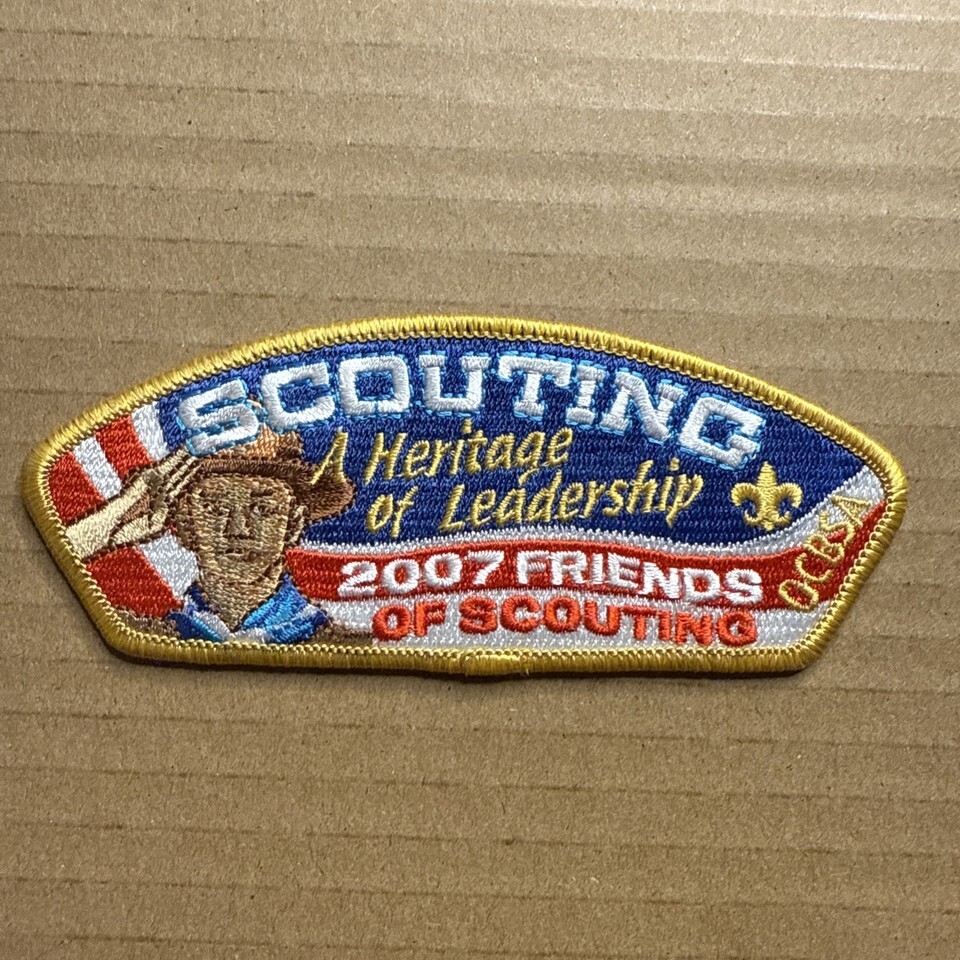 SCOUTING
A Heritage
of Leadership
2007 FRIENDS
OF SCOUTING
OCBSA